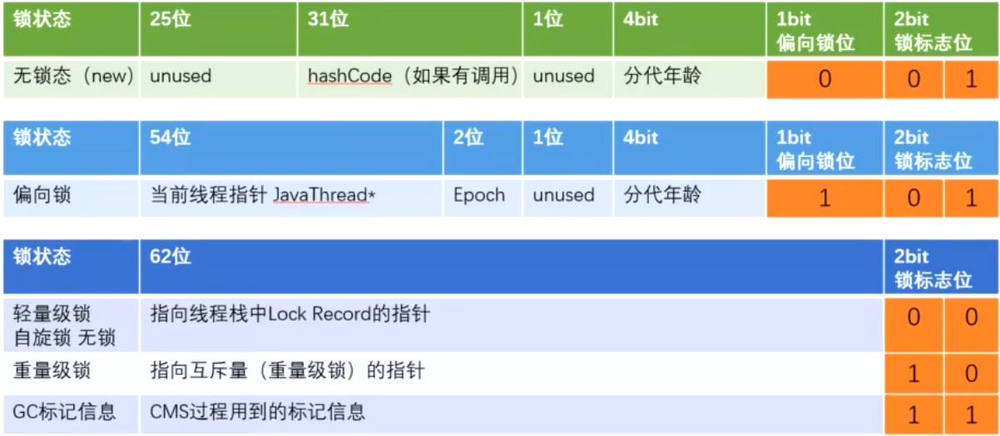 锁状态 25位 31位 1位 4bit 1bit 2bit
偏向锁位 锁标志位
无锁态（new） unused hashCode（如果有调用） unused 分代年龄 0 0 1
锁状态 54位 2位 1位 4bit 1bit 2bit
偏向锁位 锁标志位
偏向锁 当前线程指针 JavaThread* Epoch unused 分代年龄 1 0 1
锁状态 62位 2bit
锁标志位
轻量级锁 指向线程栈中Lock Record的指针 0 0
自旋锁 无锁
重量级锁 指向互斥量（重量级锁）的指针 1 0
GC标记信息 CMS过程用到的标记信息 1 1